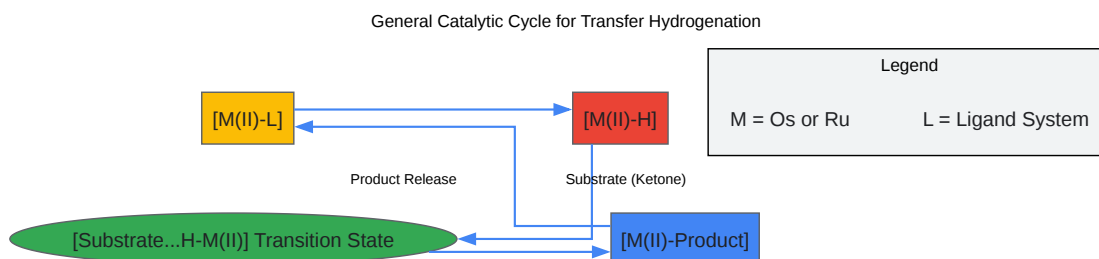 General Catalytic Cycle for Transfer Hydrogenation
Legend
[M(II)-L]
[M(II)-H]
M = Os or Ru
L = Ligand System
Product Release
Substrate (Ketone)
[Substrate...H-M(II)] Transition State
[M(II)-Product]